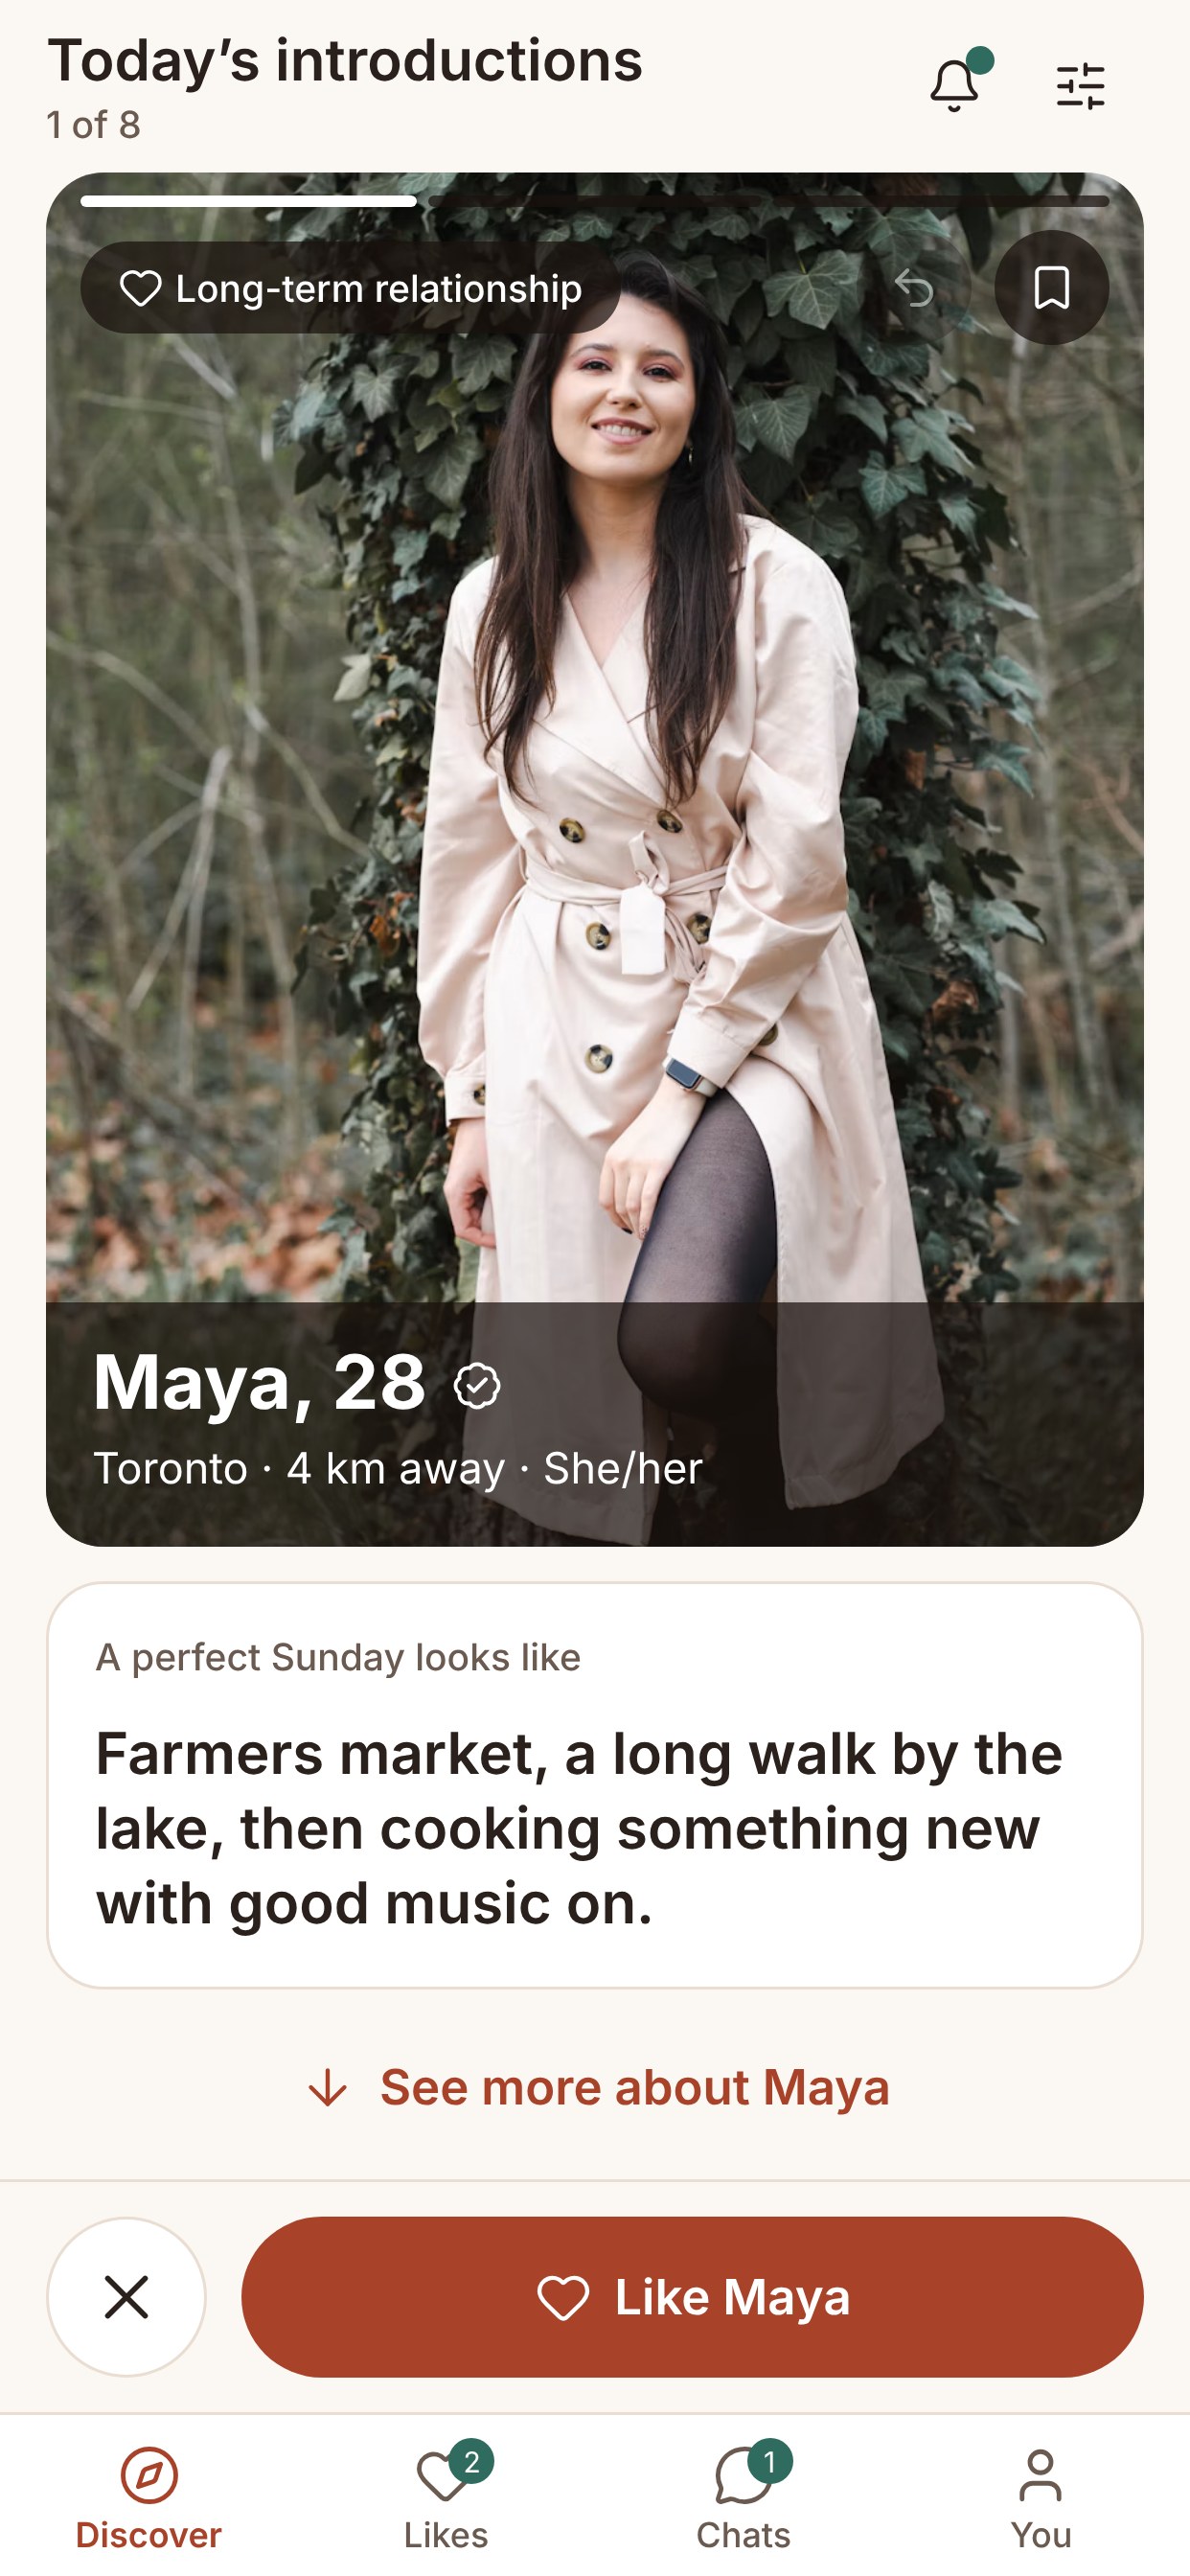 Today’s introductions
1 of 8
Long-term relationship
Maya, 28
Toronto · 4 km away · She/her
A perfect Sunday looks like
Farmers market, a long walk by the
lake, then cooking something new
with good music on.
See more about Maya
Like Maya
2
1
Discover
Likes
Chats
You